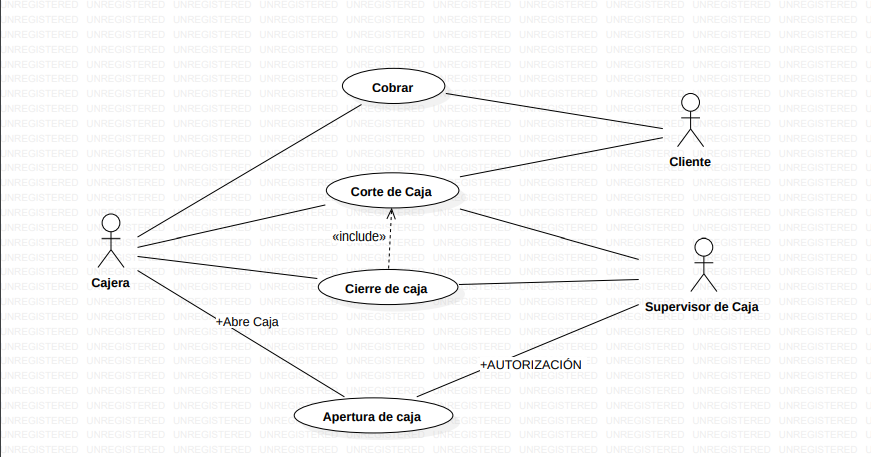 Cobrar
Cliente
Corte de Caja
«include»
Cajera
Cierre de caja
Supervisor de Caja
+Abre Caja
+AUTORIZACIÓN
Apertura de caja
UNREGISTERED